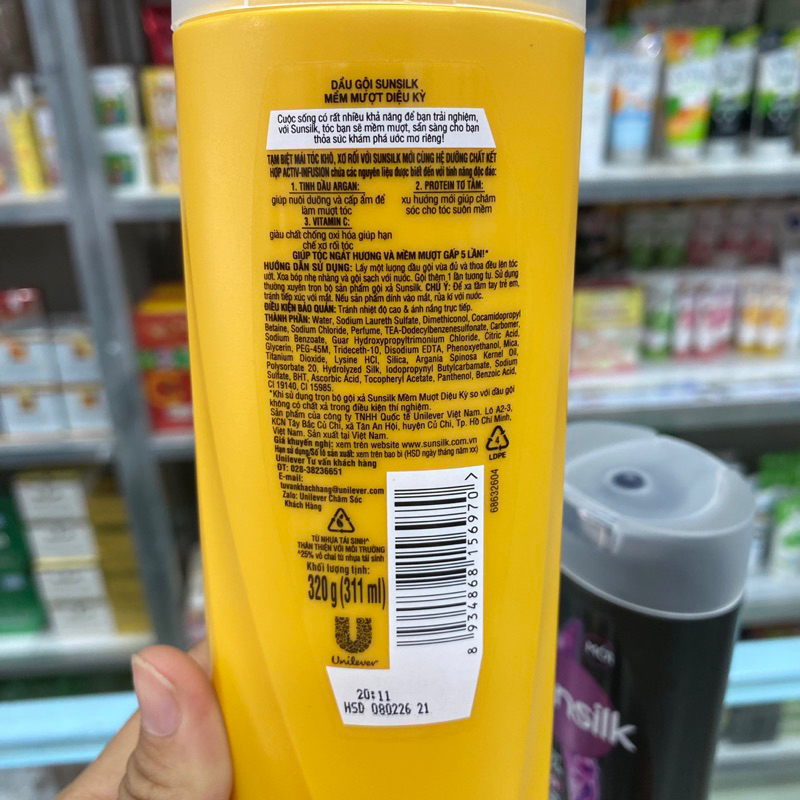 DẦU GỘI SUNSILK
MỀM MƯỢT DIỆU KỲ
Cuộc sống có rất nhiều khả năng để bạn trải nghiệm,
với Sunsilk, tóc bạn sẽ mềm mượt, sẵn sàng cho bạn
thỏa sức khám phá ước mơ riêng!
TẠM BIỆT MÁI TÓC KHÔ, XƠ RỐI VỚI SUNSILK MỚI CÙNG HỆ DƯỠNG CHẤT KẾT
HỢP ACTIV-INFUSION chứa các nguyên liệu được biết đến với tính năng độc đáo:
1. TINH DẦU ARGAN:
giúp nuôi dưỡng và cấp ẩm để
làm mượt tóc
2. PROTEIN TƠ TẰM:
xu hướng mới giúp chăm
sóc cho tóc suôn mềm
3. VITAMIN C:
giàu chất chống oxi hóa giúp hạn
chế xơ rối tóc
GIÚP TÓC NGÁT HƯƠNG VÀ MỀM MƯỢT GẤP 5 LẦN!*
HƯỚNG DẪN SỬ DỤNG: Lấy một lượng dầu gội vừa đủ và thoa đều lên tóc
ướt. Xoa bóp nhẹ nhàng và gội sạch với nước. Gội thêm 1 lần tương tự. Sử dụng
thường xuyên trọn bộ sản phẩm gội xả Sunsilk. CHÚ Ý: Để xa tầm tay trẻ em,
tránh tiếp xúc với mắt. Nếu sản phẩm dính vào mắt, rửa kĩ với nước.
ĐIỀU KIỆN BẢO QUẢN: Tránh nhiệt độ cao & ánh nắng trực tiếp.
THÀNH PHẦN: Water, Sodium Laureth Sulfate, Dimethiconol, Cocamidopropyl
Betaine, Sodium Chloride, Perfume, TEA-Dodecylbenzenesulfonate, Carbomer,
Sodium Benzoate, Guar Hydroxypropyltrimonium Chloride, Citric Acid,
Glycerin, PEG-45M, Trideceth-10, Disodium EDTA, Phenoxyethanol, Mica,
Titanium Dioxide, Lysine HCl, Silica, Argania Spinosa Kernel Oil,
Polysorbate 20, Hydrolyzed Silk, Iodopropynyl Butylcarbamate, Sodium
Sulfate, BHT, Ascorbic Acid, Tocopheryl Acetate, Panthenol, Benzoic Acid,
CI 19140, CI 15985.
*Khi sử dụng trọn bộ gội xả Sunsilk Mềm Mượt Diệu Kỳ so với dầu gội
không có chất xả trong điều kiện thí nghiệm.
Sản phẩm của công ty TNHH Quốc tế Unilever Việt Nam. Lô A2-3,
KCN Tây Bắc Củ Chi, xã Tân An Hội, huyện Củ Chi, Tp. Hồ Chí Minh,
Việt Nam. Sản xuất tại Việt Nam.
Giá khuyến nghị: xem trên website www.sunsilk.com.vn
Hạn sử dụng/Số lô sản xuất: xem trên bao bì (HSD ngày tháng năm xx)
Unilever Tư vấn khách hàng
ĐT: 028-38236651
E-mail:
tuvankhachhang@unilever.com
Zalo: Unilever Chăm Sóc
Khách Hàng
4
LDPE
68632604
TỪ NHỰA TÁI SINH^
THÂN THIỆN VỚI MÔI TRƯỜNG
^25% vỏ chai từ nhựa tái sinh
Khối lượng tịnh:
320 g (311 ml)
Unilever
8 934868 156970 >
20:11
HSD 080226 21
nsilk